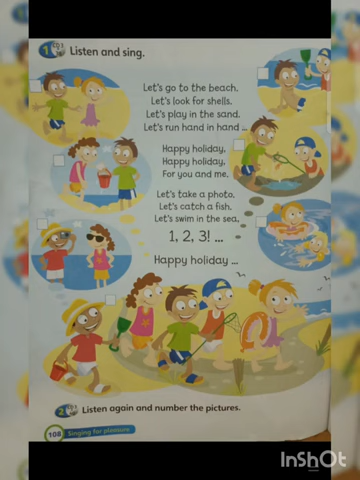 1 Listen and sing.
Let's go to the beach.
Let's look for shells.
Let's play in the sand.
Let's run hand in hand ...
Happy holiday,
Happy holiday,
For you and me.
Let's take a photo,
Let's catch a fish.
Let's swim in the sea,
1, 2, 3! ...
Happy holiday ...
2 Listen again and number the pictures.
108 Singing for pleasure
InShOt